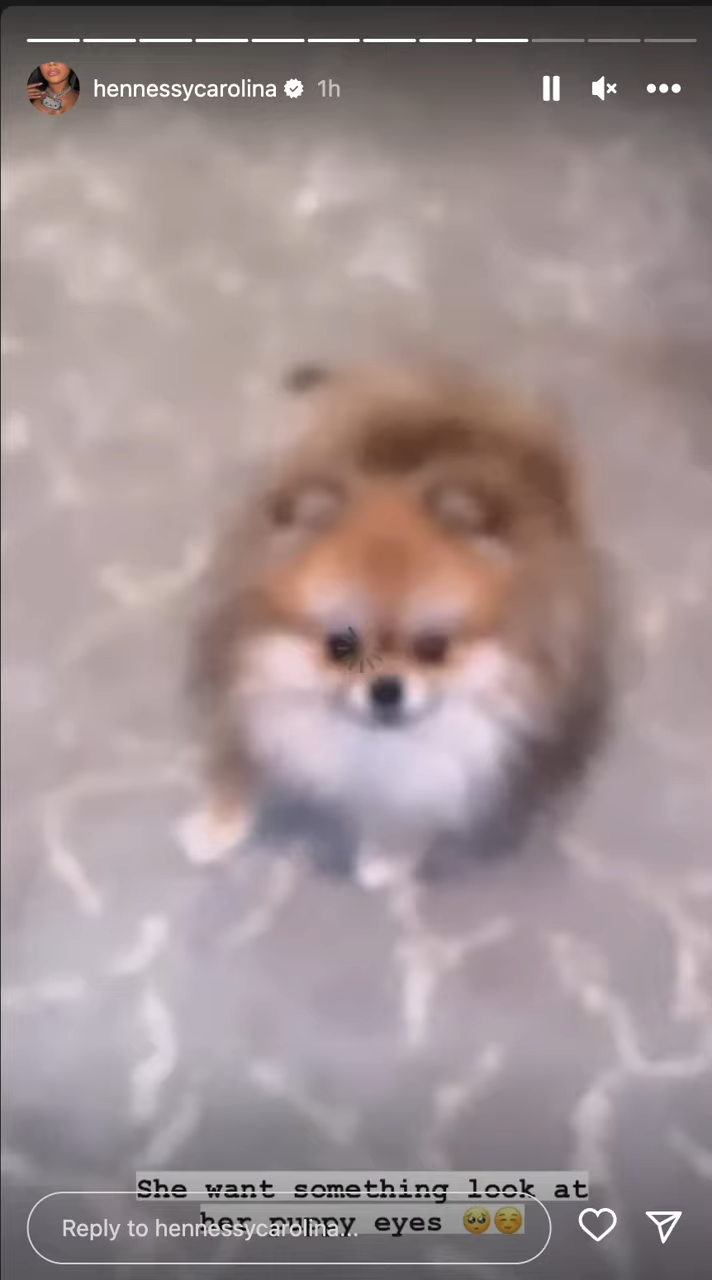 hennessycarolina 1h
She want something look at
her puppy eyes 🥺☺️
Reply to hennessycarolina...